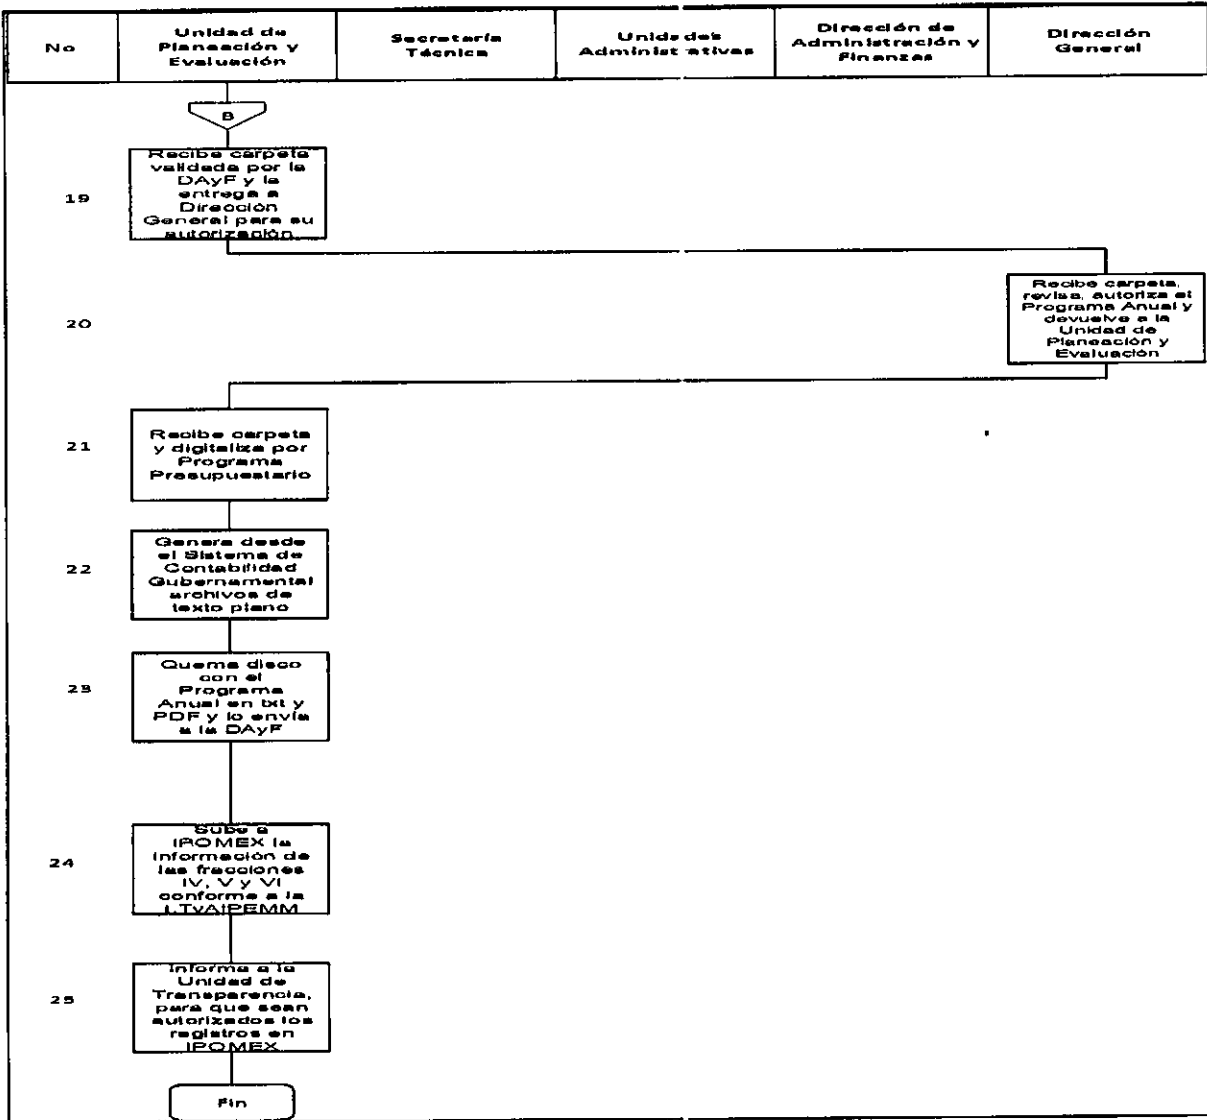 No
Unidad de
Planeación y
Evaluación
Secretaría
Técnica
Unidades
Administrativas
Dirección de
Administración y
Finanzas
Dirección
General
B
19
Recibe carpeta
validada por la
DAyF y la
entrega a
Dirección
General para su
autorización
20
Recibe carpeta,
revisa, autoriza el
Programa Anual y
devuelve a la
Unidad de
Planeación y
Evaluación
21
Recibe carpeta
y digitaliza por
Programa
Presupuestario
22
Genera desde
el Sistema de
Contabilidad
Gubernamental
archivos de
texto plano
23
Quema disco
con el
Programa
Anual en txt y
PDF y lo envía
a la DAyF
24
Sube a
IPOMEX la
información de
las fracciones
IV, V y VI
conforme a la
LTyAIPEMM
25
Informa a la
Unidad de
Transparencia,
para que sean
autorizados los
registros en
IPOMEX
Fin